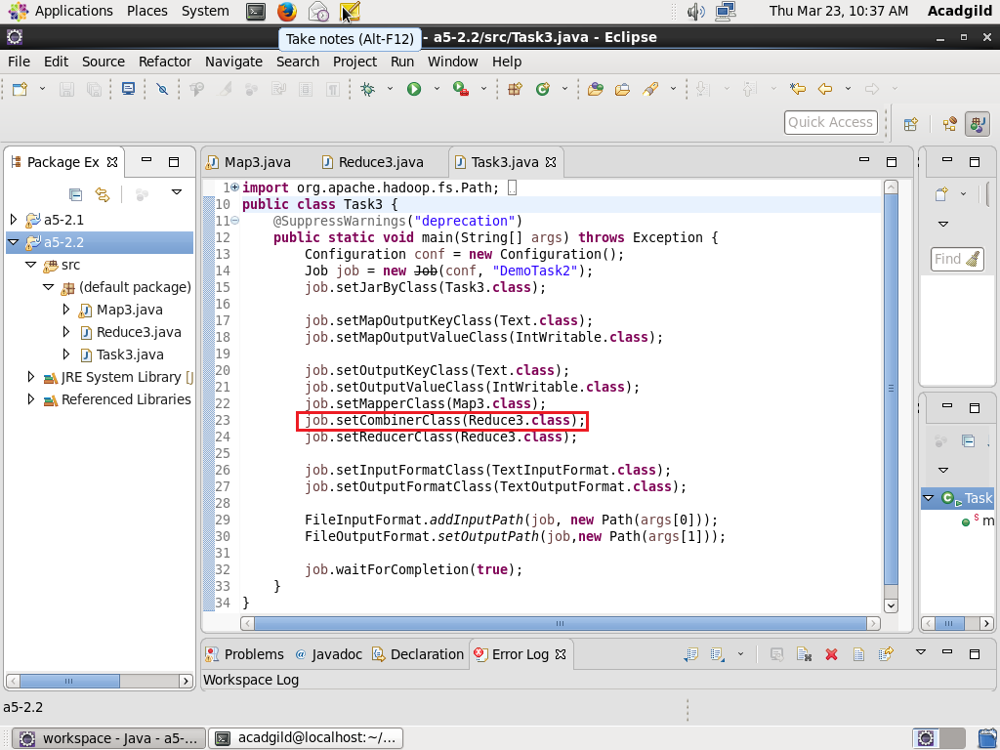 Applications Places System Thu Mar 23, 10:37 AM Acadgild
Take notes (Alt-F12)
- a5-2.2/src/Task3.java - Eclipse
File Edit Source Refactor Navigate Search Project Run Window Help
Quick Access
Package Ex
Map3.java Reduce3.java Task3.java
a5-2.1
a5-2.2
src
(default package)
Map3.java
Reduce3.java
Task3.java
JRE System Library [J
Referenced Libraries
1 import org.apache.hadoop.fs.Path;
10 public class Task3 {
11 @SuppressWarnings("deprecation")
12 public static void main(String[] args) throws Exception {
13 Configuration conf = new Configuration();
14 Job job = new Job(conf, "DemoTask2");
15 job.setJarByClass(Task3.class);
16
17 job.setMapOutputKeyClass(Text.class);
18 job.setMapOutputValueClass(IntWritable.class);
19
20 job.setOutputKeyClass(Text.class);
21 job.setOutputValueClass(IntWritable.class);
22 job.setMapperClass(Map3.class);
23 job.setCombinerClass(Reduce3.class);
24 job.setReducerClass(Reduce3.class);
25
26 job.setInputFormatClass(TextInputFormat.class);
27 job.setOutputFormatClass(TextOutputFormat.class);
28
29 FileInputFormat.addInputPath(job, new Path(args[0]));
30 FileOutputFormat.setOutputPath(job,new Path(args[1]));
31
32 job.waitForCompletion(true);
33 }
34 }
Find
Task
S m
Problems @ Javadoc Declaration Error Log
Workspace Log
a5-2.2
workspace - Java - a5-... acadgild@localhost:~/...